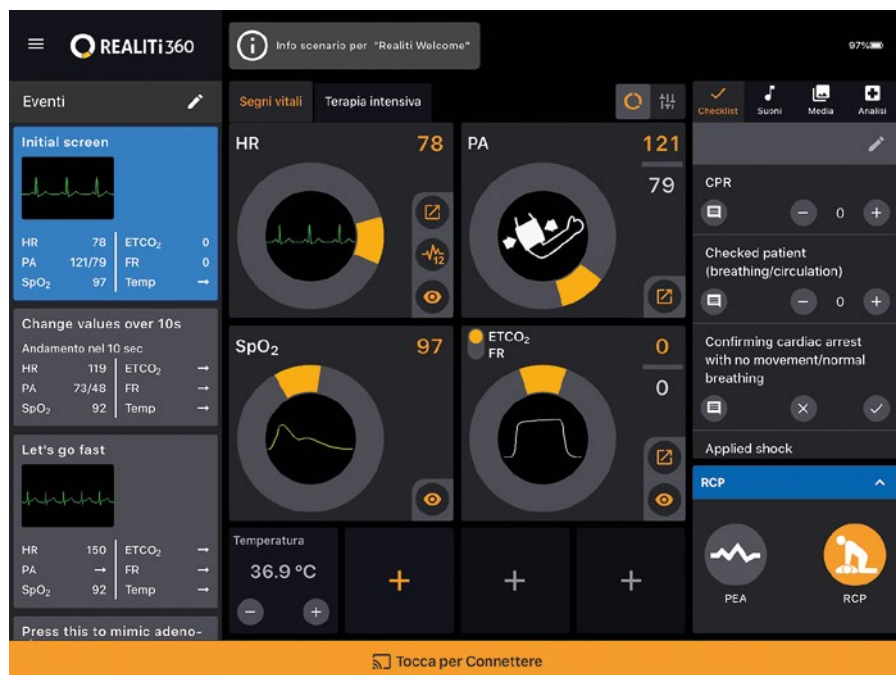 REALITi360
Info scenario per "Realiti Welcome"
97%
Eventi
Initial screen
HR 78 ETCO₂ 0
PA 121/79 FR 0
SpO₂ 97 Temp →
Change values over 10s
Andamento nel 10 sec
HR 119 ETCO₂ →
PA 73/48 FR →
SpO₂ 92 Temp →
Let's go fast
HR 150 ETCO₂ →
PA → FR →
SpO₂ 92 Temp →
Press this to mimic adeno-
Segni vitali Terapia intensiva
HR 78
12
PA 121
79
SpO₂ 97
ETCO₂ 0
FR 0
Temperatura
36.9 °C
− +
+ + +
Checklist Suoni Media Analisi
CPR
− 0 +
Checked patient
(breathing/circulation)
− 0 +
Confirming cardiac arrest
with no movement/normal
breathing
Applied shock
RCP
PEA RCP
Tocca per Connettere